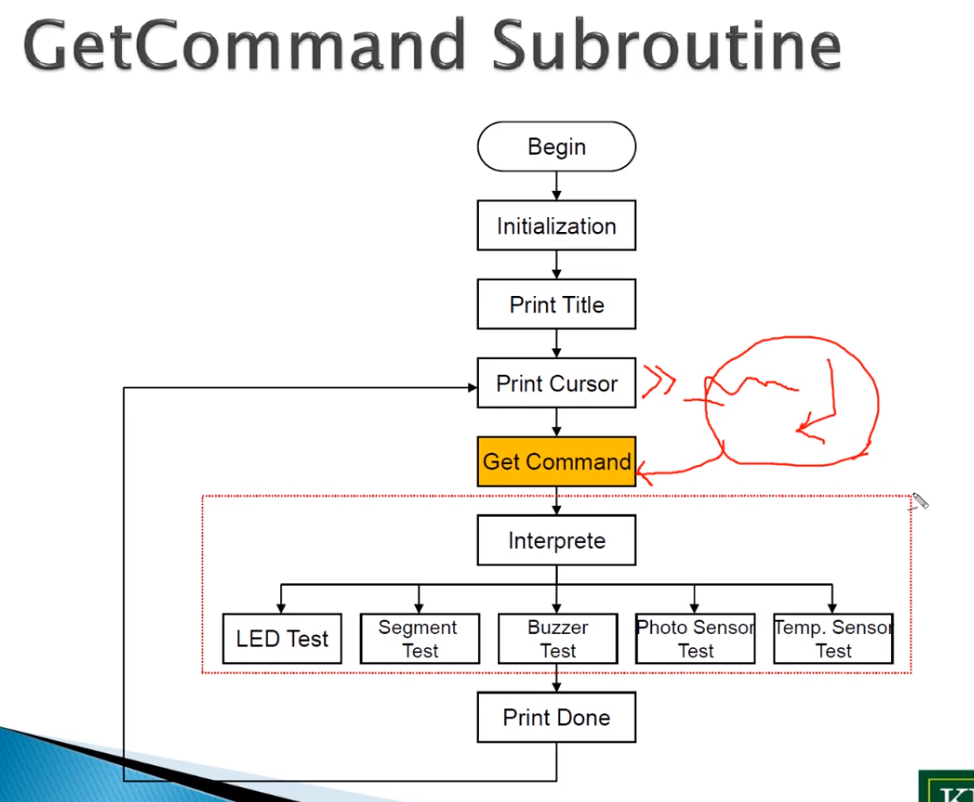 GetCommand Subroutine
Begin
Initialization
Print Title
Print Cursor
>>
Get Command
Interprete
LED Test
Segment
Test
Buzzer
Test
Photo Sensor
Test
Temp. Sensor
Test
Print Done